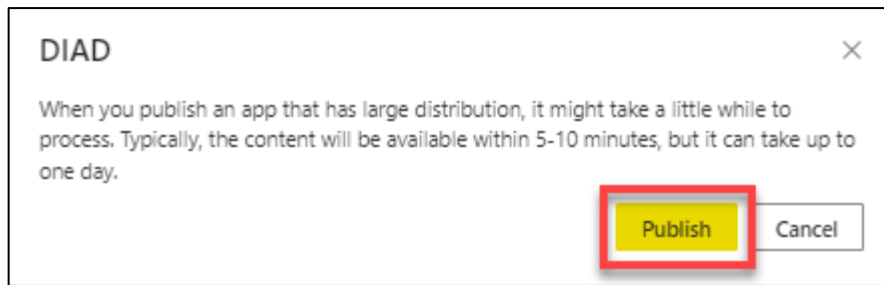 DIAD
When you publish an app that has large distribution, it might take a little while to
process. Typically, the content will be available within 5-10 minutes, but it can take up to
one day.
Publish Cancel